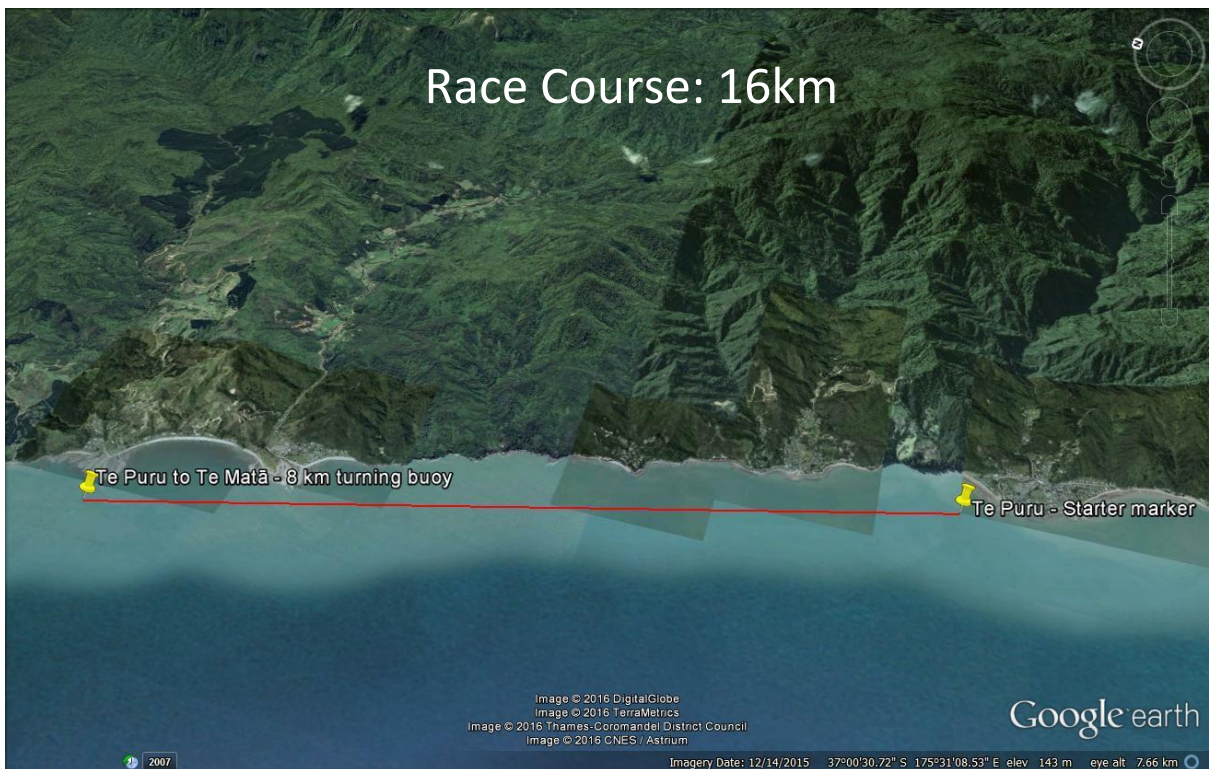 Race Course: 16km
N
Te Puru to Te Matā - 8 km turning buoy
Te Puru - Starter marker
Image © 2016 DigitalGlobe
Image © 2016 TerraMetrics
Image © 2016 Thames-Coromandel District Council
Image © 2016 CNES / Astrium
Google earth
2007
Imagery Date: 12/14/2015 37°00'30.72" S 175°31'08.53" E elev 143 m eye alt 7.66 km